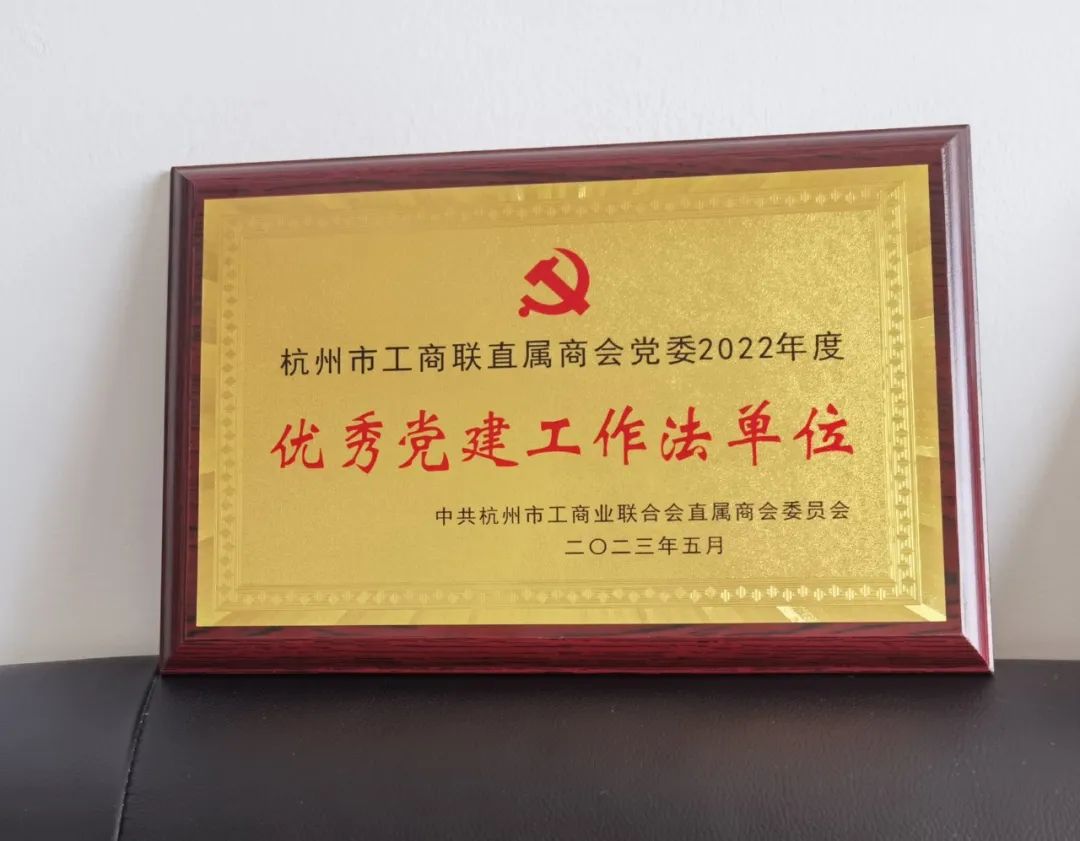 杭州市工商联直属商会党委2022年度
优秀党建工作法单位
中共杭州市工商业联合会直属商会委员会
二〇二三年五月